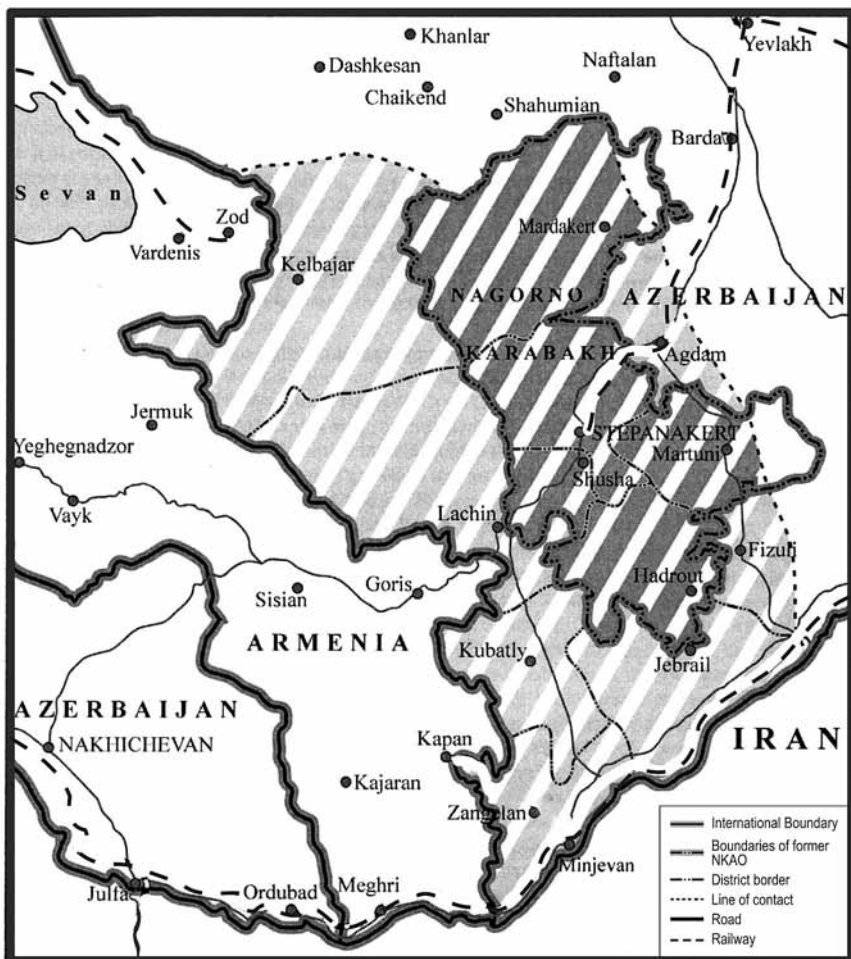 Khanlar
Yevlakh
Dashkesan
Naftalan
Chaikend
Shahumian
Barda
Sevan
Zod
Mardakert
Vardenis
Kelbajar
NAGORNO
AZERBAIJAN
KARABAKH
Agdam
Jermuk
STEPANAKERT
Yeghegnadzor
Martuni
Shusha
Vayk
Lachin
Fizuli
Goris
Hadrout
Sisian
ARMENIA
Kubatly
Jebrail
AZERBAIJAN
IRAN
NAKHICHEVAN
Kapan
Kajaran
Zangelan
Minjevan
Julfa
Ordubad
Meghri
International Boundary
Boundaries of former
NKAO
District border
Line of contact
Road
Railway